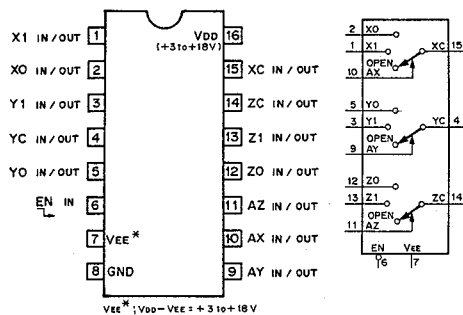 X1 IN/OUT 1
X0 IN/OUT 2
Y1 IN/OUT 3
YC IN/OUT 4
Y0 IN/OUT 5
EN IN 6
7 VEE*
8 GND
VDD 16
(+3 to +18V)
15 XC IN / OUT
14 ZC IN / OUT
13 Z1 IN / OUT
12 Z0 IN / OUT
11 AZ IN / OUT
10 AX IN / OUT
9 AY IN / OUT
VEE* ; VDD-VEE = +3 to +18V
2 X0
1 X1 XC 15
OPEN
10 AX
5 Y0
3 Y1 YC 4
OPEN
9 AY
12 Z0
13 Z1 ZC 14
OPEN
11 AZ
EN VEE
6 7